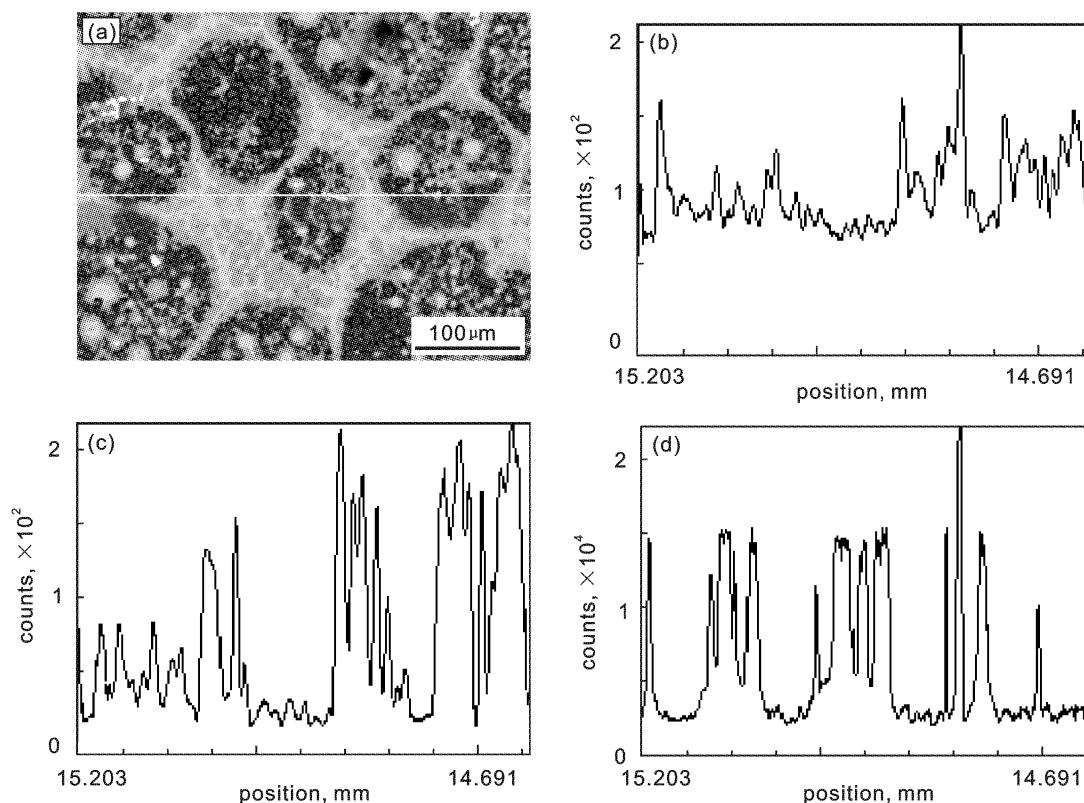 (a)
100 μm
(b)
2
1
0
counts, ×10²
15.203
14.691
position, mm
(c)
2
1
0
counts, ×10²
15.203
14.691
position, mm
(d)
2
1
0
counts, ×10⁴
15.203
14.691
position, mm